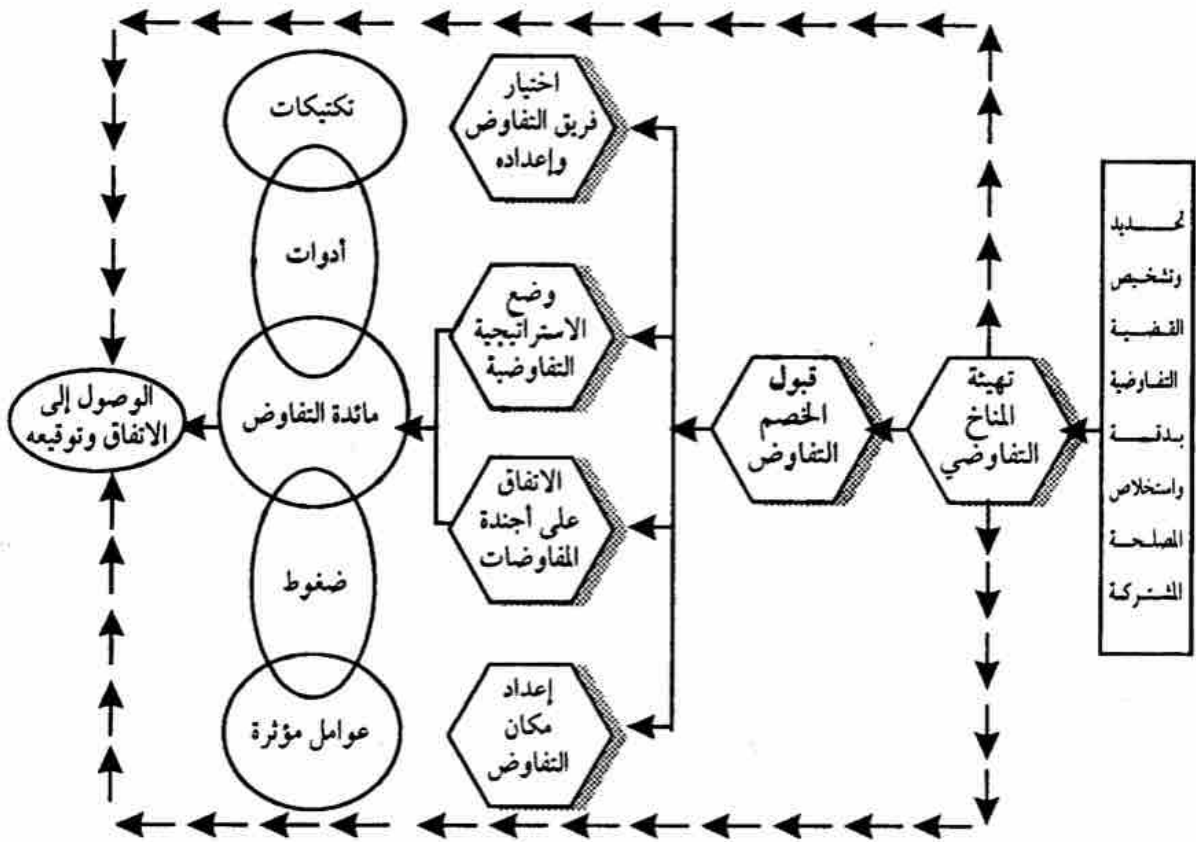 تحديد
وتشخيص
القضية
التفاوضية
بدقة
واستخلاص
المصلحة
المشتركة
تهيئة
المناخ
التفاوضي
قبول
الخصم
التفاوض
اختيار
فريق التفاوض
وإعداده
وضع
الاستراتيجية
التفاوضية
الاتفاق
على أجندة
المفاوضات
إعداد
مكان
التفاوض
تكتيكات
أدوات
مائدة التفاوض
ضغوط
عوامل مؤثرة
الوصول إلى
الاتفاق وتوقيعه